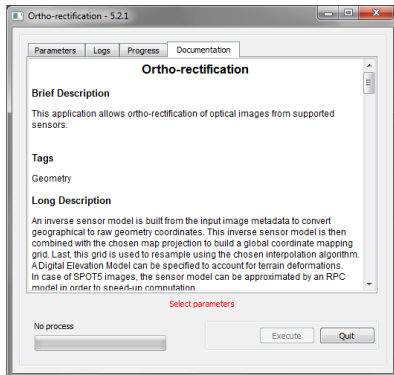 Ortho-rectification - 5.2.1
Parameters Logs Progress Documentation
Ortho-rectification
Brief Description
This application allows ortho-rectification of optical images from supported
sensors.
Tags
Geometry
Long Description
An inverse sensor model is built from the input image metadata to convert
geographical to raw geometry coordinates. This inverse sensor model is then
combined with the chosen map projection to build a global coordinate mapping
grid. Last, this grid is used to resample using the chosen interpolation algorithm.
A Digital Elevation Model can be specified to account for terrain deformations.
In case of SPOT5 images, the sensor model can be approximated by an RPC
model in order to speed-up computation.
Select parameters
No process
Execute Quit